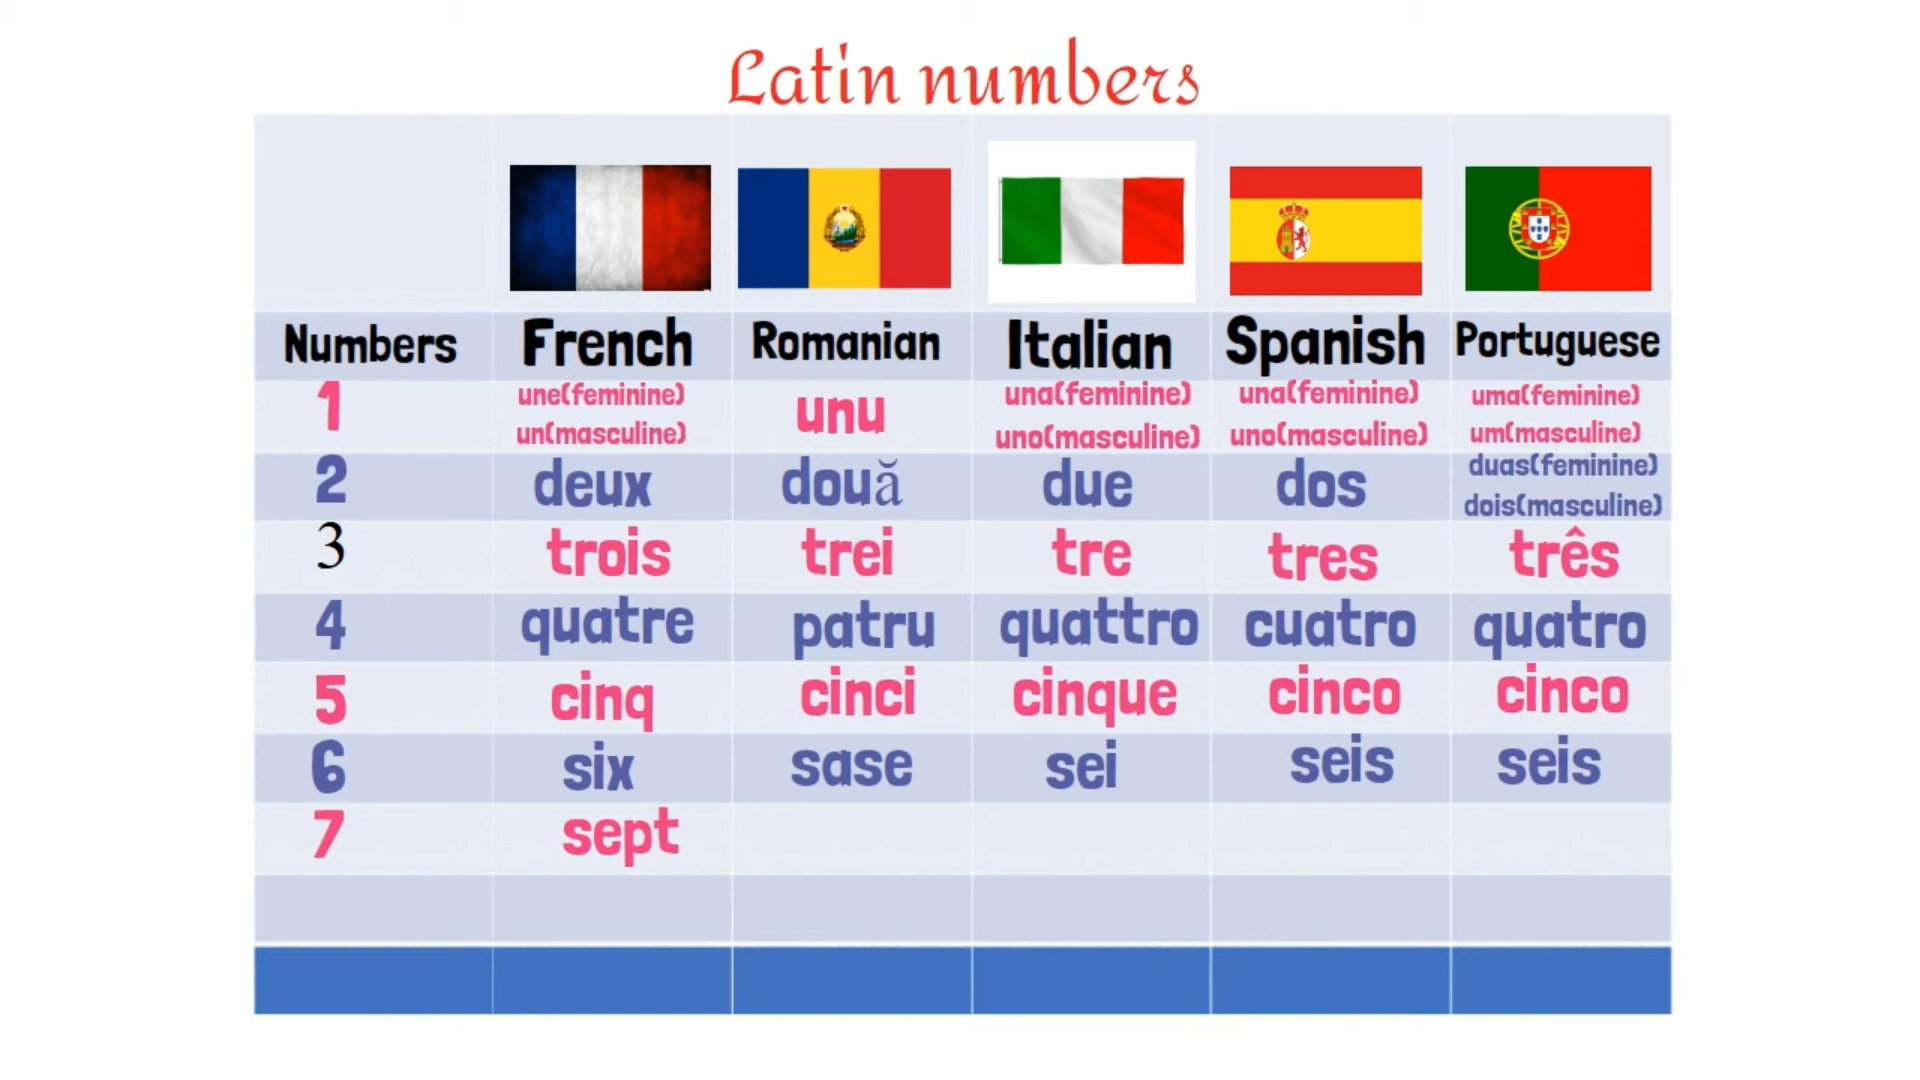 Latin numbers
Numbers French Romanian Italian Spanish Portuguese
1 une(feminine) un(masculine) unu una(feminine) uno(masculine) una(feminine) uno(masculine) uma(feminine) um(masculine)
2 deux două due dos duas(feminine) dois(masculine)
3 trois trei tre tres três
4 quatre patru quattro cuatro quatro
5 cinq cinci cinque cinco cinco
6 six sase sei seis seis
7 sept